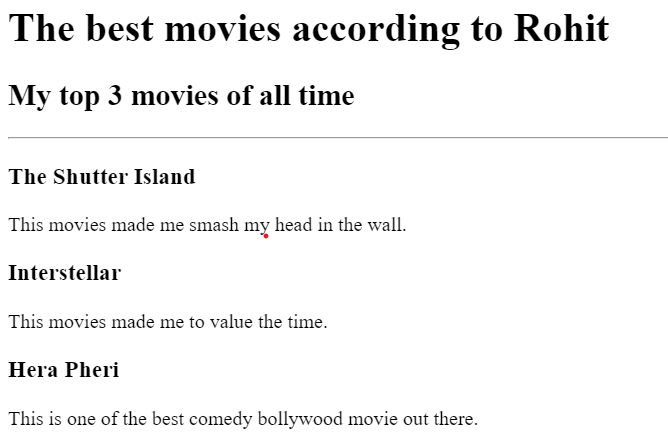 The best movies according to Rohit
My top 3 movies of all time
The Shutter Island
This movies made me smash my head in the wall.
Interstellar
This movies made me to value the time.
Hera Pheri
This is one of the best comedy bollywood movie out there.